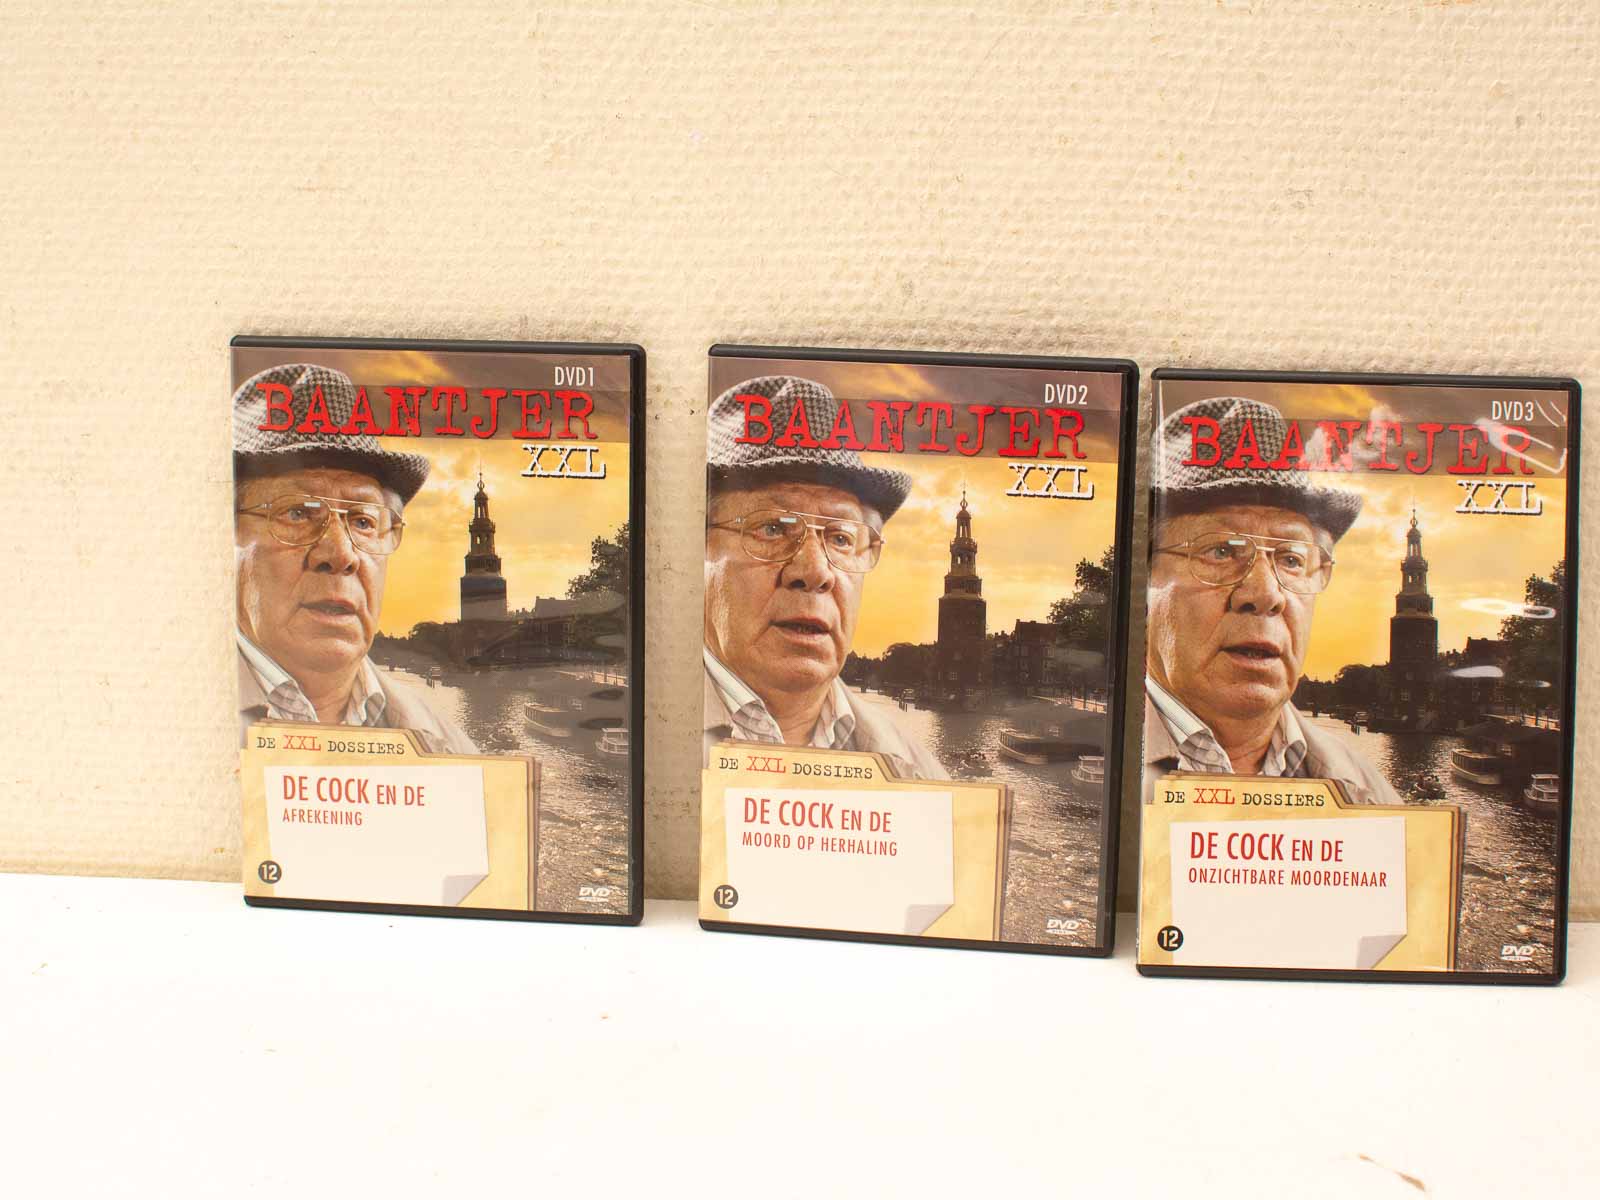 DVD1
BAANTJER
XXL
DE XXL DOSSIERS
DE COCK EN DE
AFREKENING
12
DVD
DVD2
BAANTJER
XXL
DE XXL DOSSIERS
DE COCK EN DE
MOORD OP HERHALING
12
DVD
DVD3
BAANTJER
XXL
DE XXL DOSSIERS
DE COCK EN DE
ONZICHTBARE MOORDENAAR
12
DVD